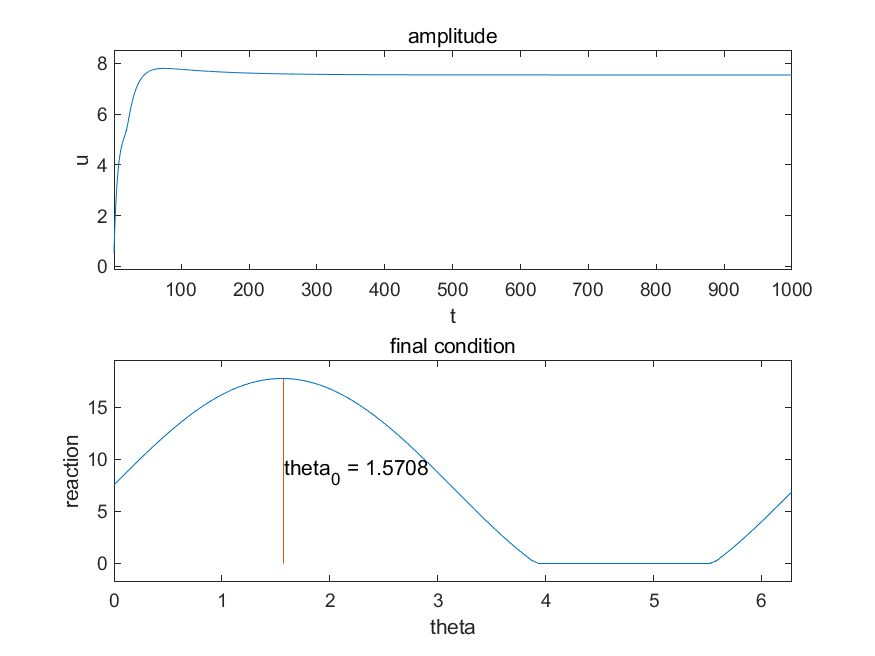 amplitude
8
6
4
2
0
u
100 200 300 400 500 600 700 800 900 1000
t
final condition
15
10
5
0
reaction
theta0 = 1.5708
0 1 2 3 4 5 6
theta